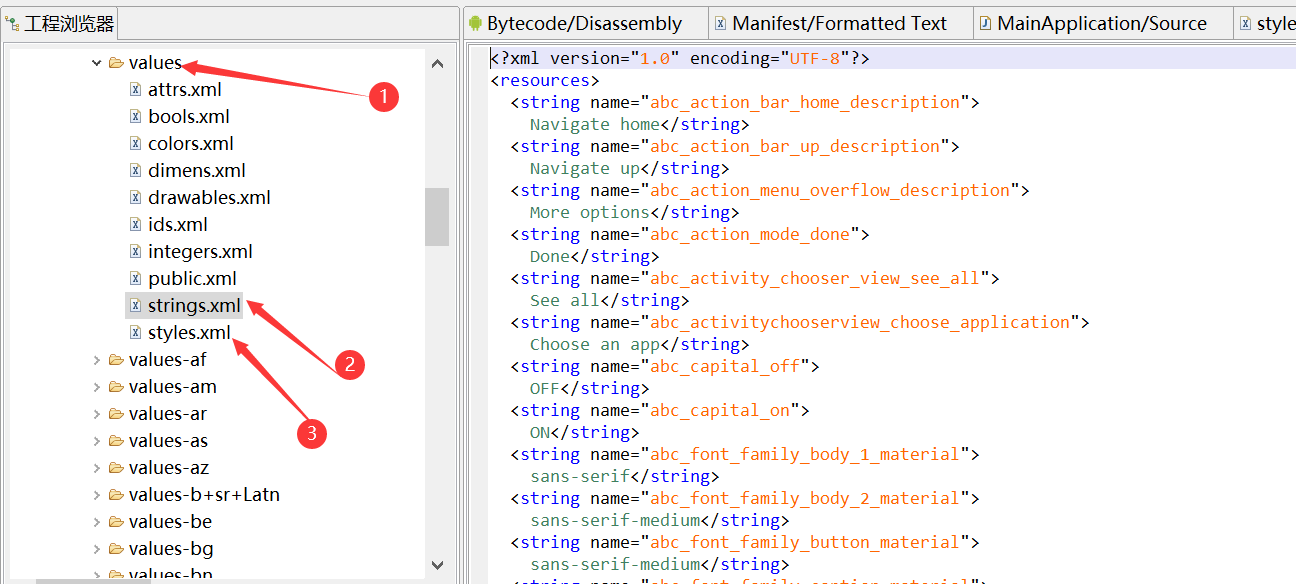 工程浏览器
values
attrs.xml
bools.xml
colors.xml
dimens.xml
drawables.xml
ids.xml
integers.xml
public.xml
strings.xml
styles.xml
values-af
values-am
values-ar
values-as
values-az
values-b+sr+Latn
values-be
values-bg
values-bn
1
2
3
Bytecode/Disassembly
Manifest/Formatted Text
MainApplication/Source
style
<?xml version="1.0" encoding="UTF-8"?>
<resources>
<string name="abc_action_bar_home_description">
Navigate home</string>
<string name="abc_action_bar_up_description">
Navigate up</string>
<string name="abc_action_menu_overflow_description">
More options</string>
<string name="abc_action_mode_done">
Done</string>
<string name="abc_activity_chooser_view_see_all">
See all</string>
<string name="abc_activitychooserview_choose_application">
Choose an app</string>
<string name="abc_capital_off">
OFF</string>
<string name="abc_capital_on">
ON</string>
<string name="abc_font_family_body_1_material">
sans-serif</string>
<string name="abc_font_family_body_2_material">
sans-serif-medium</string>
<string name="abc_font_family_button_material">
sans-serif-medium</string>
<string name="abc_font_family_caption_material">